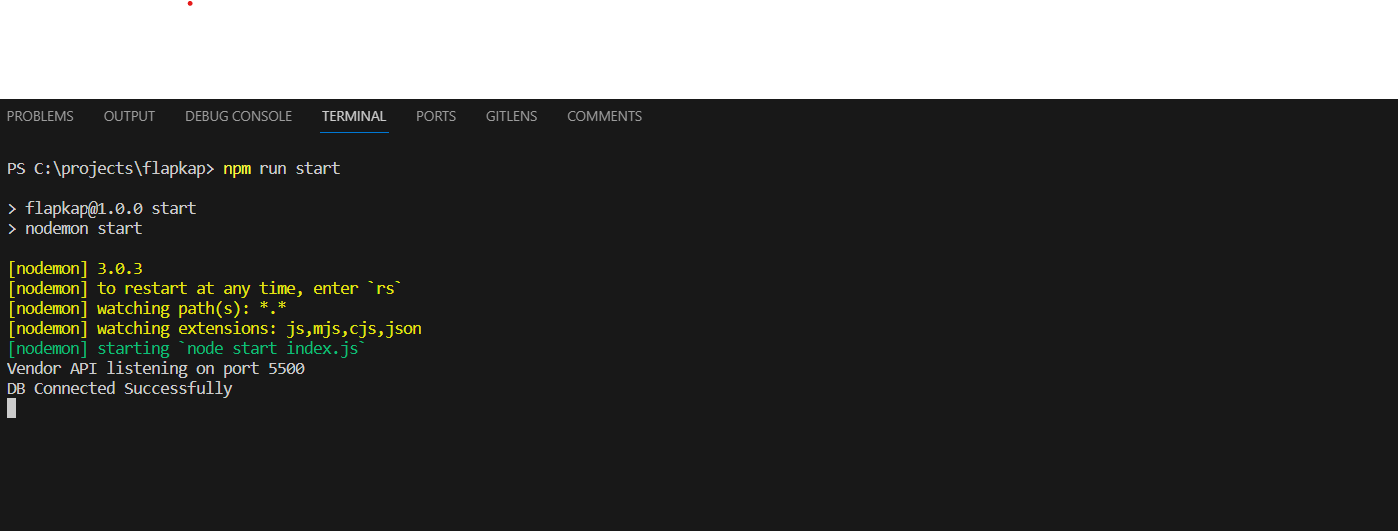 PROBLEMS OUTPUT DEBUG CONSOLE TERMINAL PORTS GITLENS COMMENTS
PS C:\projects\flapkap> npm run start
> flapkap@1.0.0 start
> nodemon start
[nodemon] 3.0.3
[nodemon] to restart at any time, enter `rs`
[nodemon] watching path(s): *.*
[nodemon] watching extensions: js,mjs,cjs,json
[nodemon] starting `node start index.js`
Vendor API listening on port 5500
DB Connected Successfully